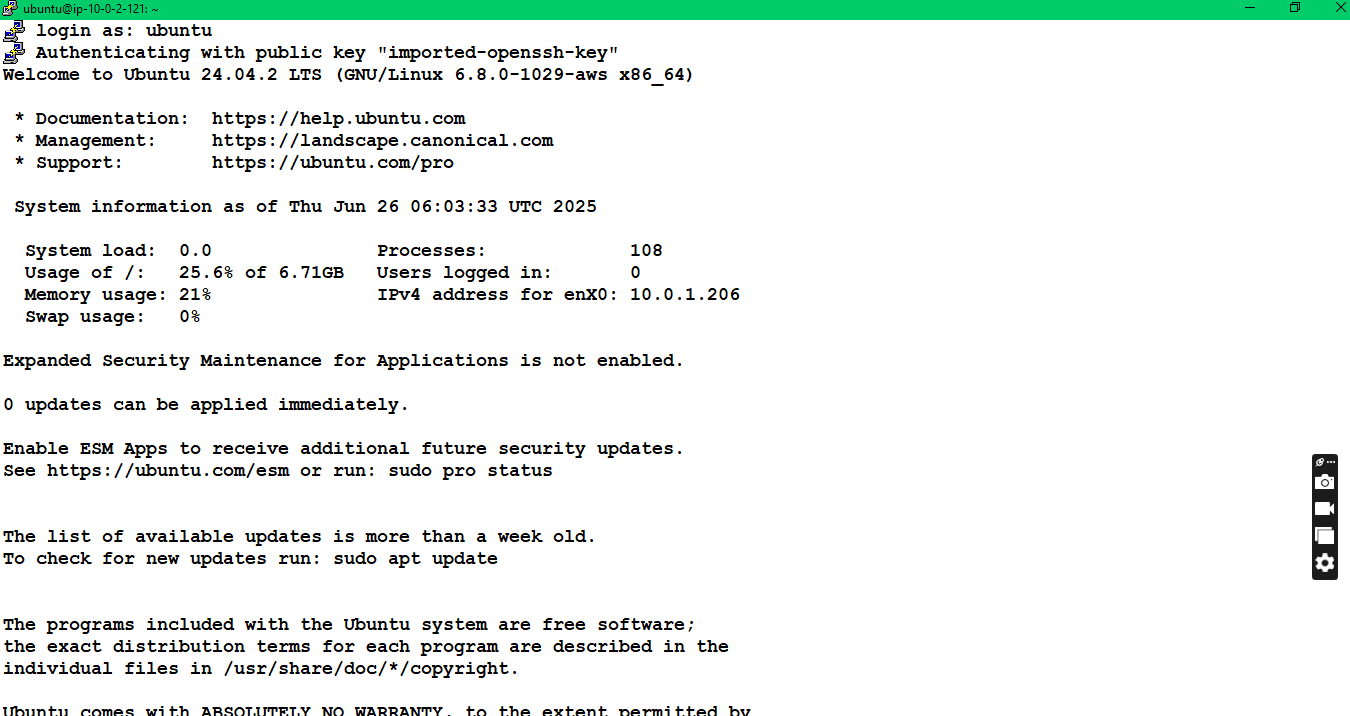 ubuntu@ip-10-0-2-121: ~
login as: ubuntu
Authenticating with public key "imported-openssh-key"
Welcome to Ubuntu 24.04.2 LTS (GNU/Linux 6.8.0-1029-aws x86_64)
* Documentation:  https://help.ubuntu.com
* Management:     https://landscape.canonical.com
* Support:        https://ubuntu.com/pro
System information as of Thu Jun 26 06:03:33 UTC 2025
System load:  0.0               Processes:             108
Usage of /:   25.6% of 6.71GB   Users logged in:       0
Memory usage: 21%               IPv4 address for enX0: 10.0.1.206
Swap usage:   0%
Expanded Security Maintenance for Applications is not enabled.
0 updates can be applied immediately.
Enable ESM Apps to receive additional future security updates.
See https://ubuntu.com/esm or run: sudo pro status
The list of available updates is more than a week old.
To check for new updates run: sudo apt update
The programs included with the Ubuntu system are free software;
the exact distribution terms for each program are described in the
individual files in /usr/share/doc/*/copyright.
Ubuntu comes with ABSOLUTELY NO WARRANTY, to the extent permitted by